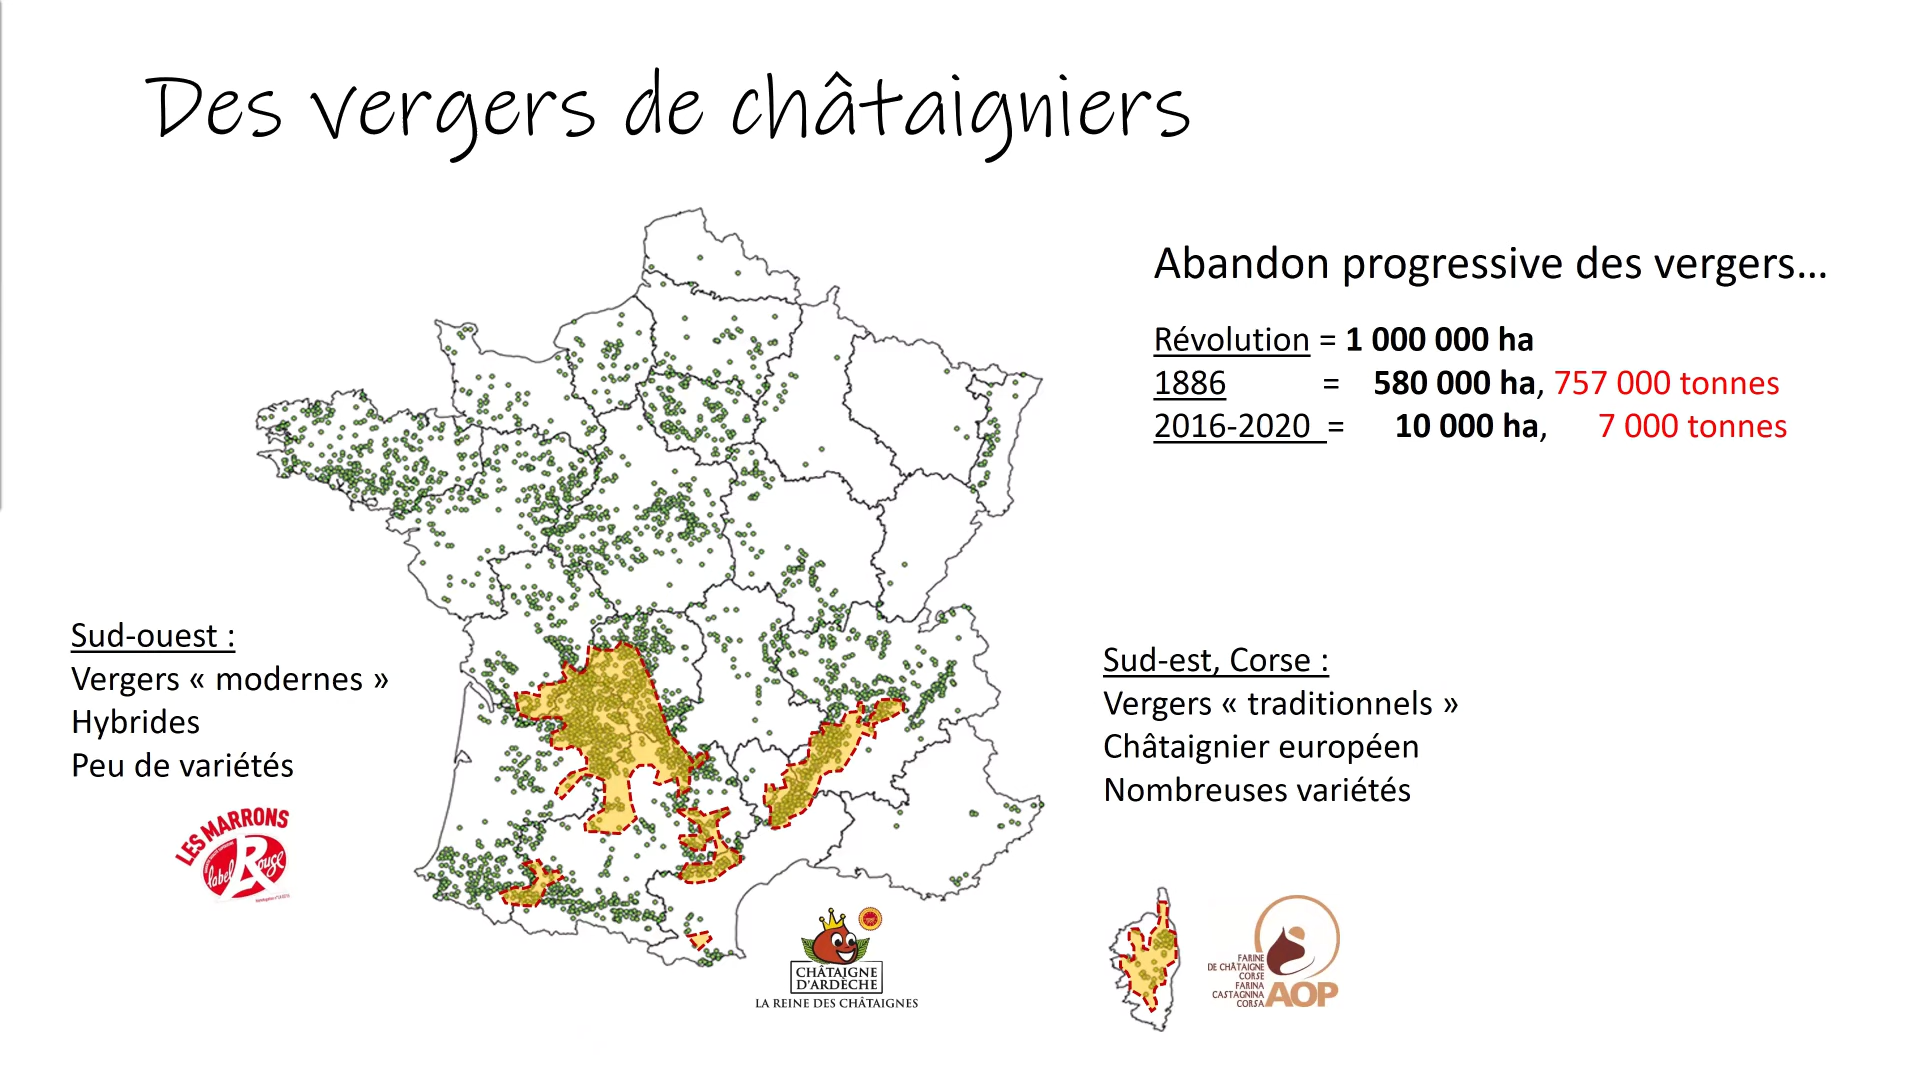 Des vergers de châtaigniers
Abandon progressive des vergers…
Révolution = 1 000 000 ha
1886 = 580 000 ha, 757 000 tonnes
2016-2020 = 10 000 ha, 7 000 tonnes
Sud-ouest :
Vergers « modernes »
Hybrides
Peu de variétés
LES MARRONS
label Rouge
Sud-est, Corse :
Vergers « traditionnels »
Châtaignier européen
Nombreuses variétés
CHÂTAIGNE
D'ARDÈCHE
LA REINE DES CHÂTAIGNES
FARINE
DE CHÂTAIGNE
CORSE
FARINA
CASTAGNINA
CORSA
AOP